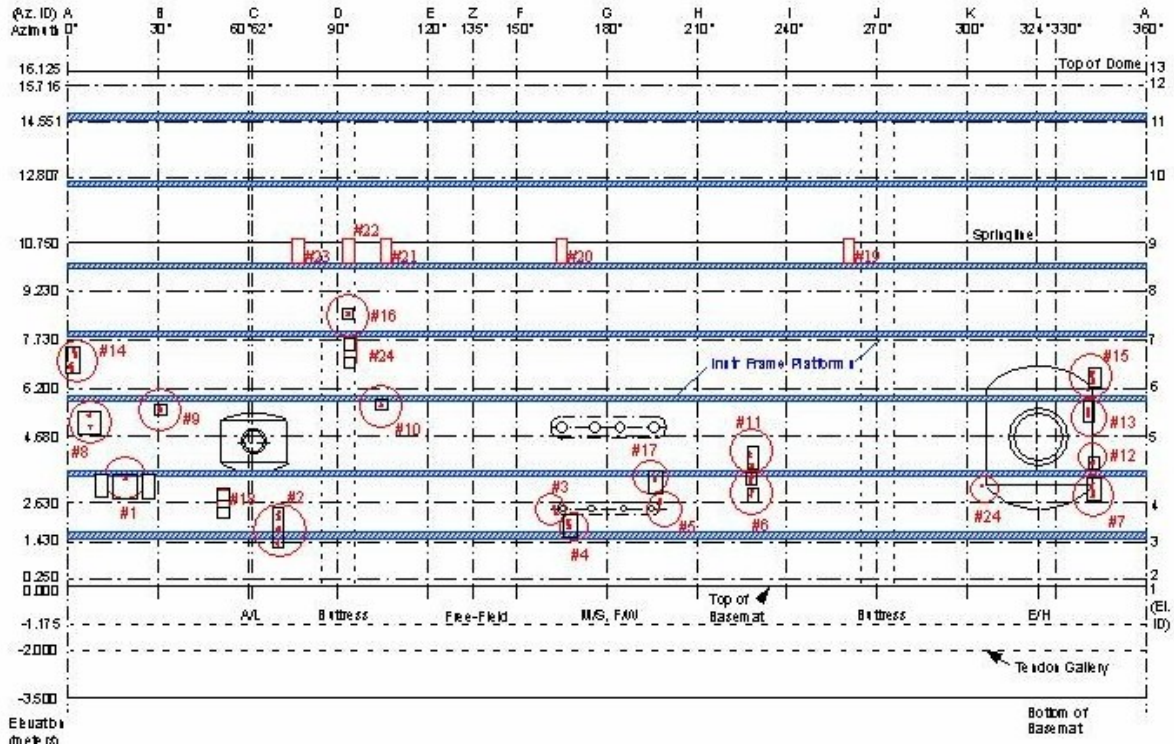 (Az. ID) A B C D E Z F G H I J K L A
Azimuth 0° 30° 60° 62 90° 120° 135° 150° 180° 210° 240° 270° 300° 324° 330° 360°
16.125 Top of Dome 13
15.716 12
14.551 11
12.807 10
10.750 Springline 9
#22
#23 #21 #20 #19
9.230 8
#16
7.730 7
#14 #24 Instr Frame Platform #15
6.200 6
#9 #10 #11 #13
4.680 5
#8 #17 #12
#1 #18 #2 #3 #24
2.630 4
#5 #6 #7
#4
1.430 3
0.250 2
0.000 1
A/L Buttress Free-Field M/S, F/W Top of Basemat Buttress E/H (El. ID)
-1.175
-2.000 Tendon Gallery
-3.500
Elevation Bottom of
(meters) Basemat